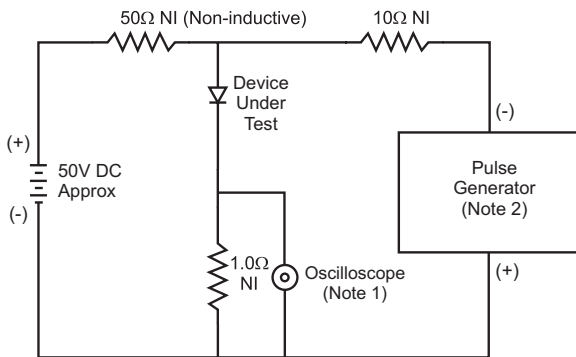 50Ω NI (Non-inductive)
10Ω NI
Device
Under
Test
(+)
50V DC
Approx
(-)
(-)
Pulse
Generator
(Note 2)
(+)
1.0Ω
NI
Oscilloscope
(Note 1)